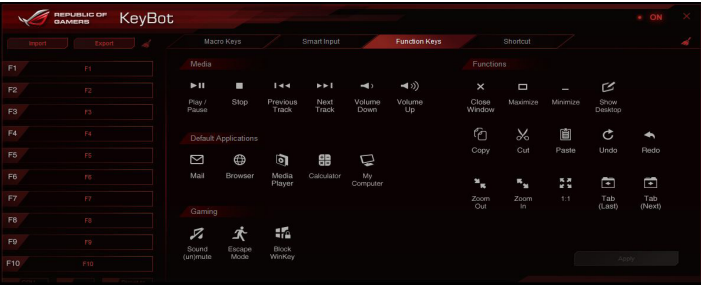 REPUBLIC OF
GAMERS
KeyBot
ON
Import
Export
Macro Keys
Smart Input
Function Keys
Shortcut
F1
F1
F2
F2
F3
F3
F4
F4
F5
F5
F6
F6
F7
F7
F8
F8
F9
F9
F10
F10
Media
Play /
Pause
Stop
Previous
Track
Next
Track
Volume
Down
Volume
Up
Default Applications
Mail
Browser
Media
Player
Calculator
My
Computer
Gaming
Sound
(un)mute
Escape
Mode
Block
WinKey
Functions
Close
Window
Maximize
Minimize
Show
Desktop
Copy
Cut
Paste
Undo
Redo
Zoom
Out
Zoom
In
1:1
Tab
(Last)
Tab
(Next)
Apply